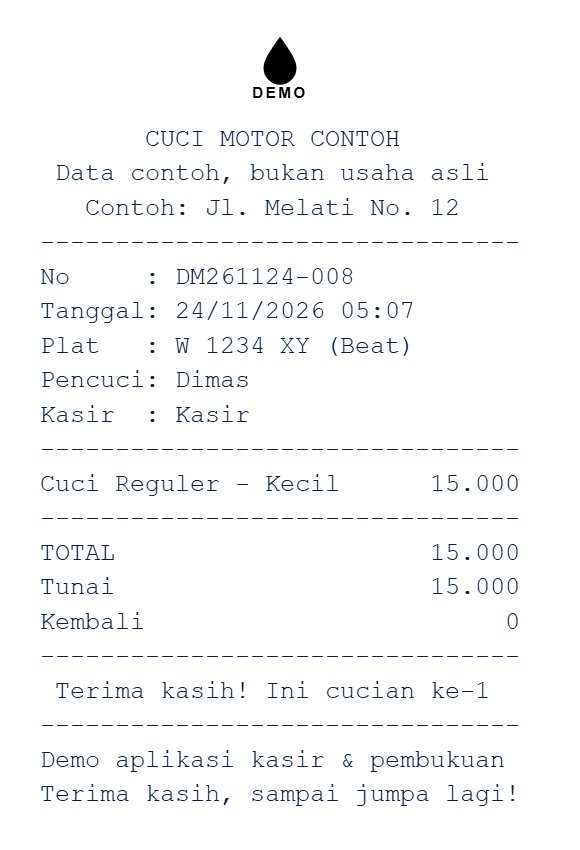 DEMO
CUCI MOTOR CONTOH
Data contoh, bukan usaha asli
Contoh: Jl. Melati No. 12
--------------------------------
No     : DM261124-008
Tanggal: 24/11/2026 05:07
Plat   : W 1234 XY (Beat)
Pencuci: Dimas
Kasir  : Kasir
--------------------------------
Cuci Reguler - Kecil      15.000
--------------------------------
TOTAL                     15.000
Tunai                     15.000
Kembali                        0
--------------------------------
Terima kasih! Ini cucian ke-1
--------------------------------
Demo aplikasi kasir & pembukuan
Terima kasih, sampai jumpa lagi!